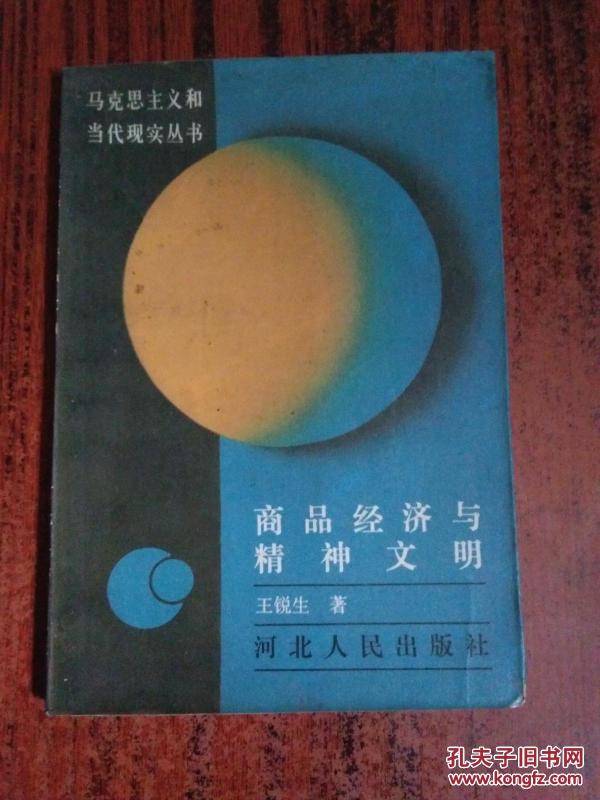 马克思主义和
当代现实丛书
商品经济与
精神文明
王锐生 著
河北人民出版社
孔夫子旧书网
www.kongfz.com